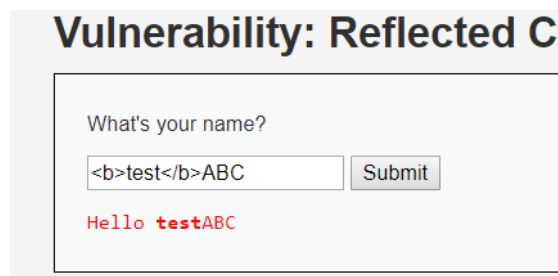 Vulnerability: Reflected C
What's your name?
<b>test</b>ABC Submit
Hello testABC